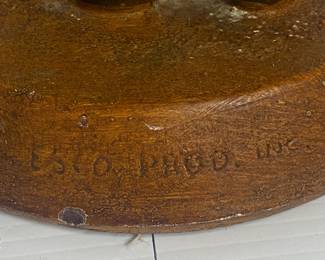 ESCO, PROD. INC.